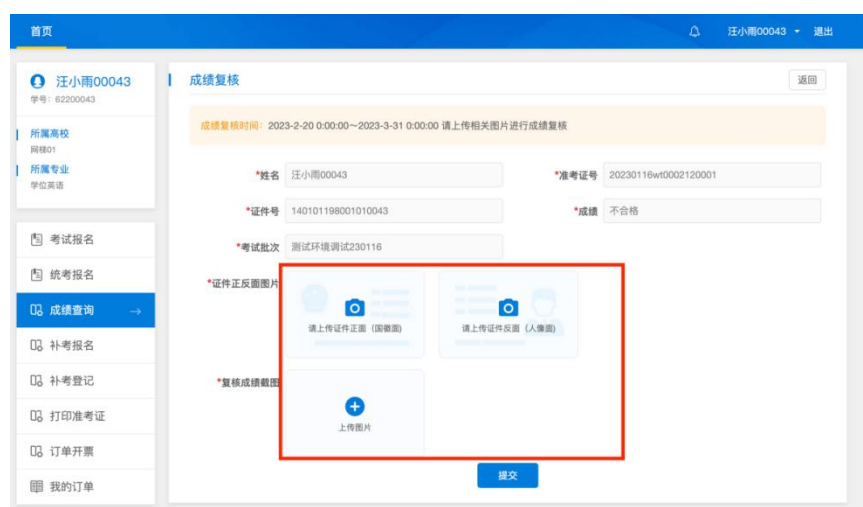 首页
汪小雨00043
退出
汪小雨00043
学号：62200043
所属高校
网梯01
所属专业
学位英语
考试报名
统考报名
成绩查询
补考报名
补考登记
打印准考证
订单开票
我的订单
成绩复核
返回
成绩复核时间：2023-2-20 0:00:00～2023-3-31 0:00:00 请上传相关图片进行成绩复核
*姓名 汪小雨00043
*准考证号 20230116wt0002120001
*证件号 140101198001010043
*成绩 不合格
*考试批次 测试环境调试230116
*证件正反面图片
请上传证件正面（国徽面)
请上传证件反面（人像面)
*复核成绩截图
上传图片
提交